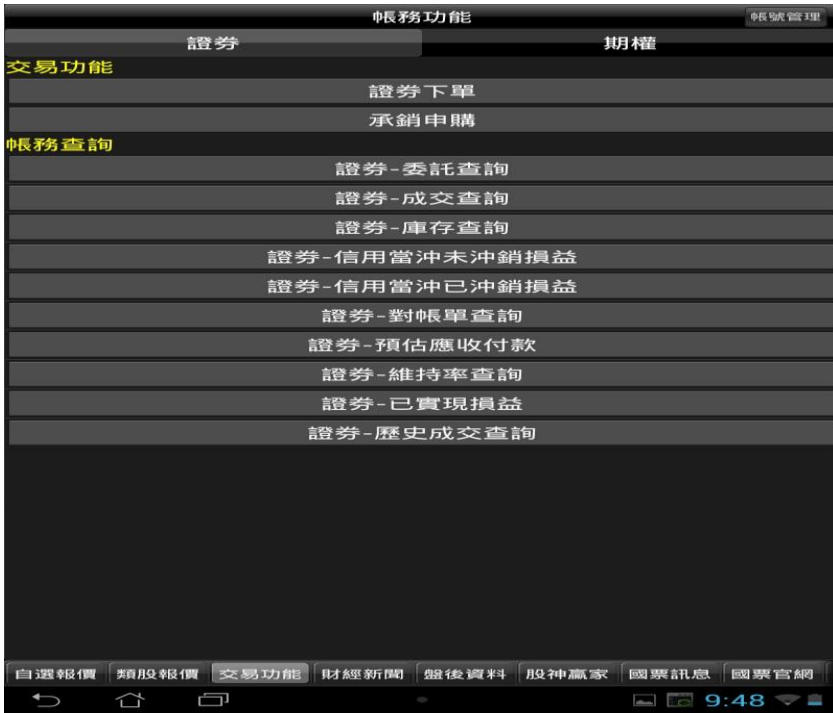 帳務功能 帳號管理
證券 期權
交易功能
證券下單
承銷申購
帳務查詢
證券-委託查詢
證券-成交查詢
證券-庫存查詢
證券-信用當沖未沖銷損益
證券-信用當沖已沖銷損益
證券-對帳單查詢
證券-預估應收付款
證券-維持率查詢
證券-已實現損益
證券-歷史成交查詢
自選報價 類股報價 交易功能 財經新聞 盤後資料 股神贏家 國票訊息 國票官網
9:48